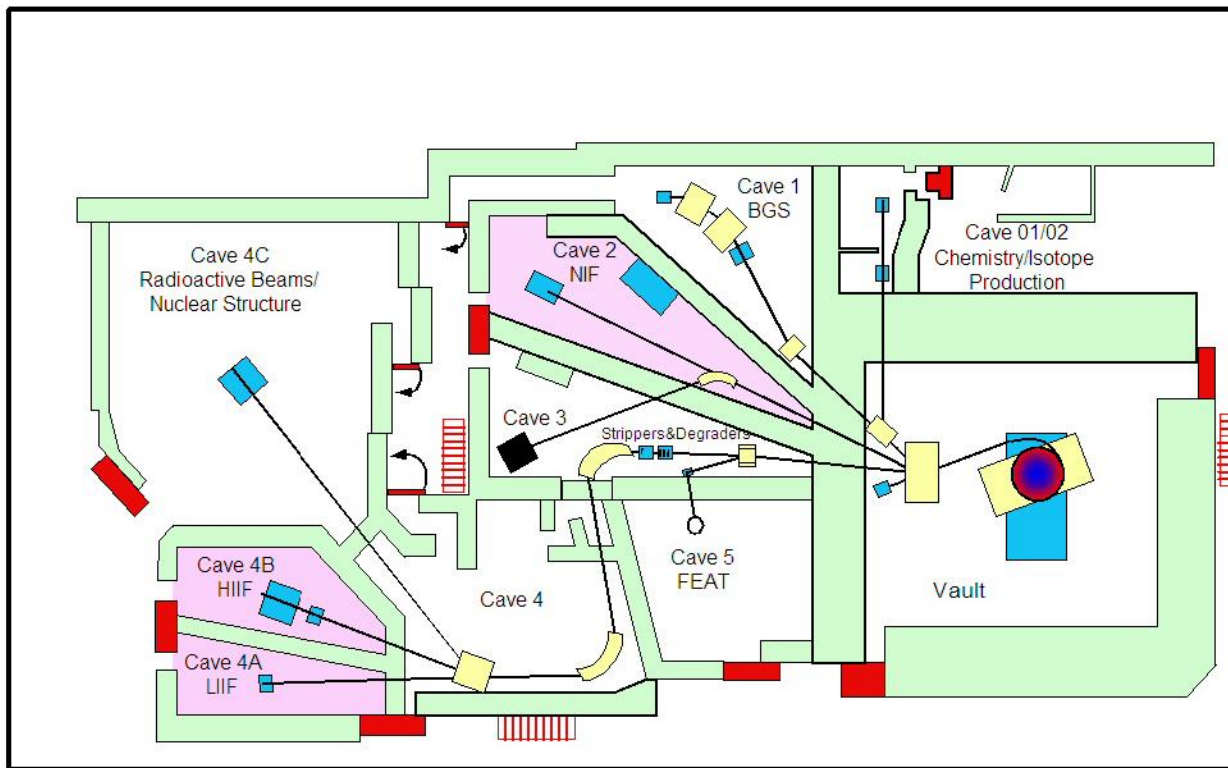 Cave 1
BGS
Cave 01/02
Chemistry/Isotope
Production
Cave 2
NIF
Cave 4C
Radioactive Beams/
Nuclear Structure
Cave 3
Strippers&Degraders
Cave 5
FEAT
Cave 4B
HIIF
Cave 4
Vault
Cave 4A
LIIF